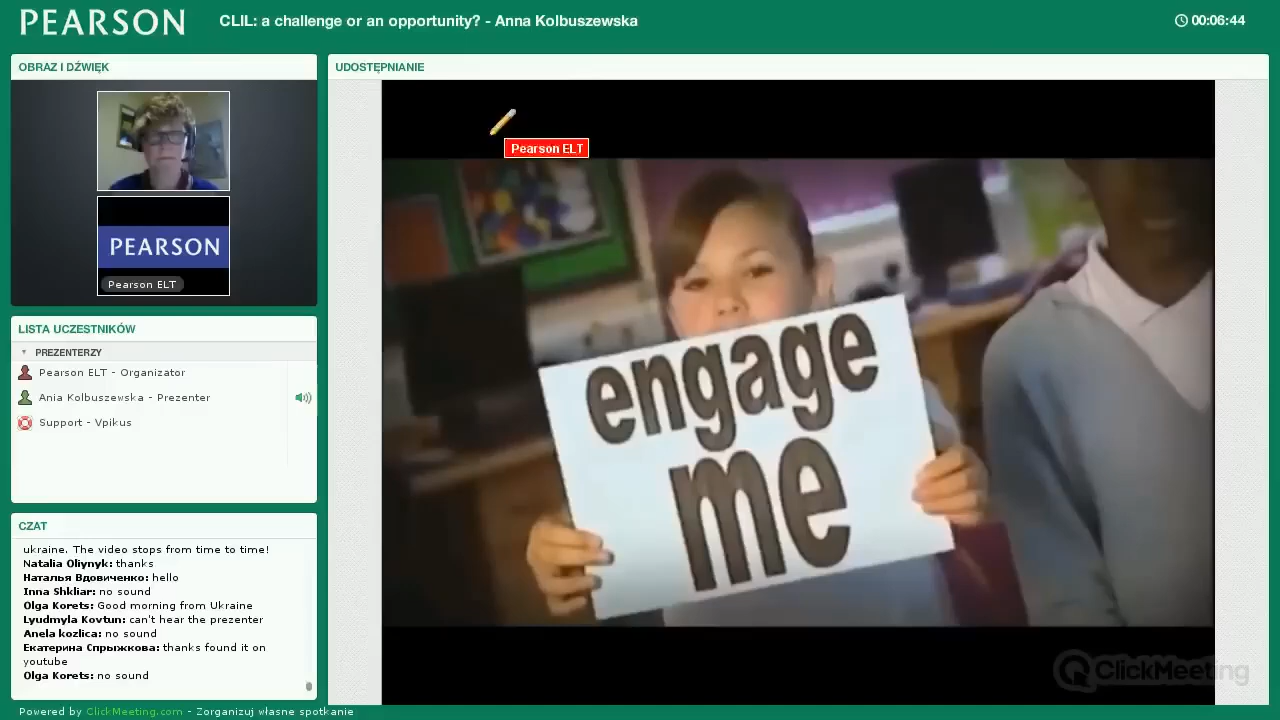 PEARSON
CLIL: a challenge or an opportunity? - Anna Kolbuszewska
00:06:44
OBRAZ I DŹWIĘK
PEARSON
Pearson ELT
LISTA UCZESTNIKÓW
PREZENTERZY
Pearson ELT - Organizator
Ania Kolbuszewska - Prezenter
Support - Vpikus
CZAT
ukraine. The video stops from time to time!
Natalia Oliynyk: thanks
Наталья Вдовиченко: hello
Inna Shkliar: no sound
Olga Korets: Good morning from Ukraine
Lyudmyla Kovtun: can't hear the prezenter
Anela kozlica: no sound
Екатерина Спрыжкова: thanks found it on
youtube
Olga Korets: no sound
UDOSTĘPNIANIE
Pearson ELT
engage
me
ClickMeeting
Powered by ClickMeeting.com - Zorganizuj własne spotkanie